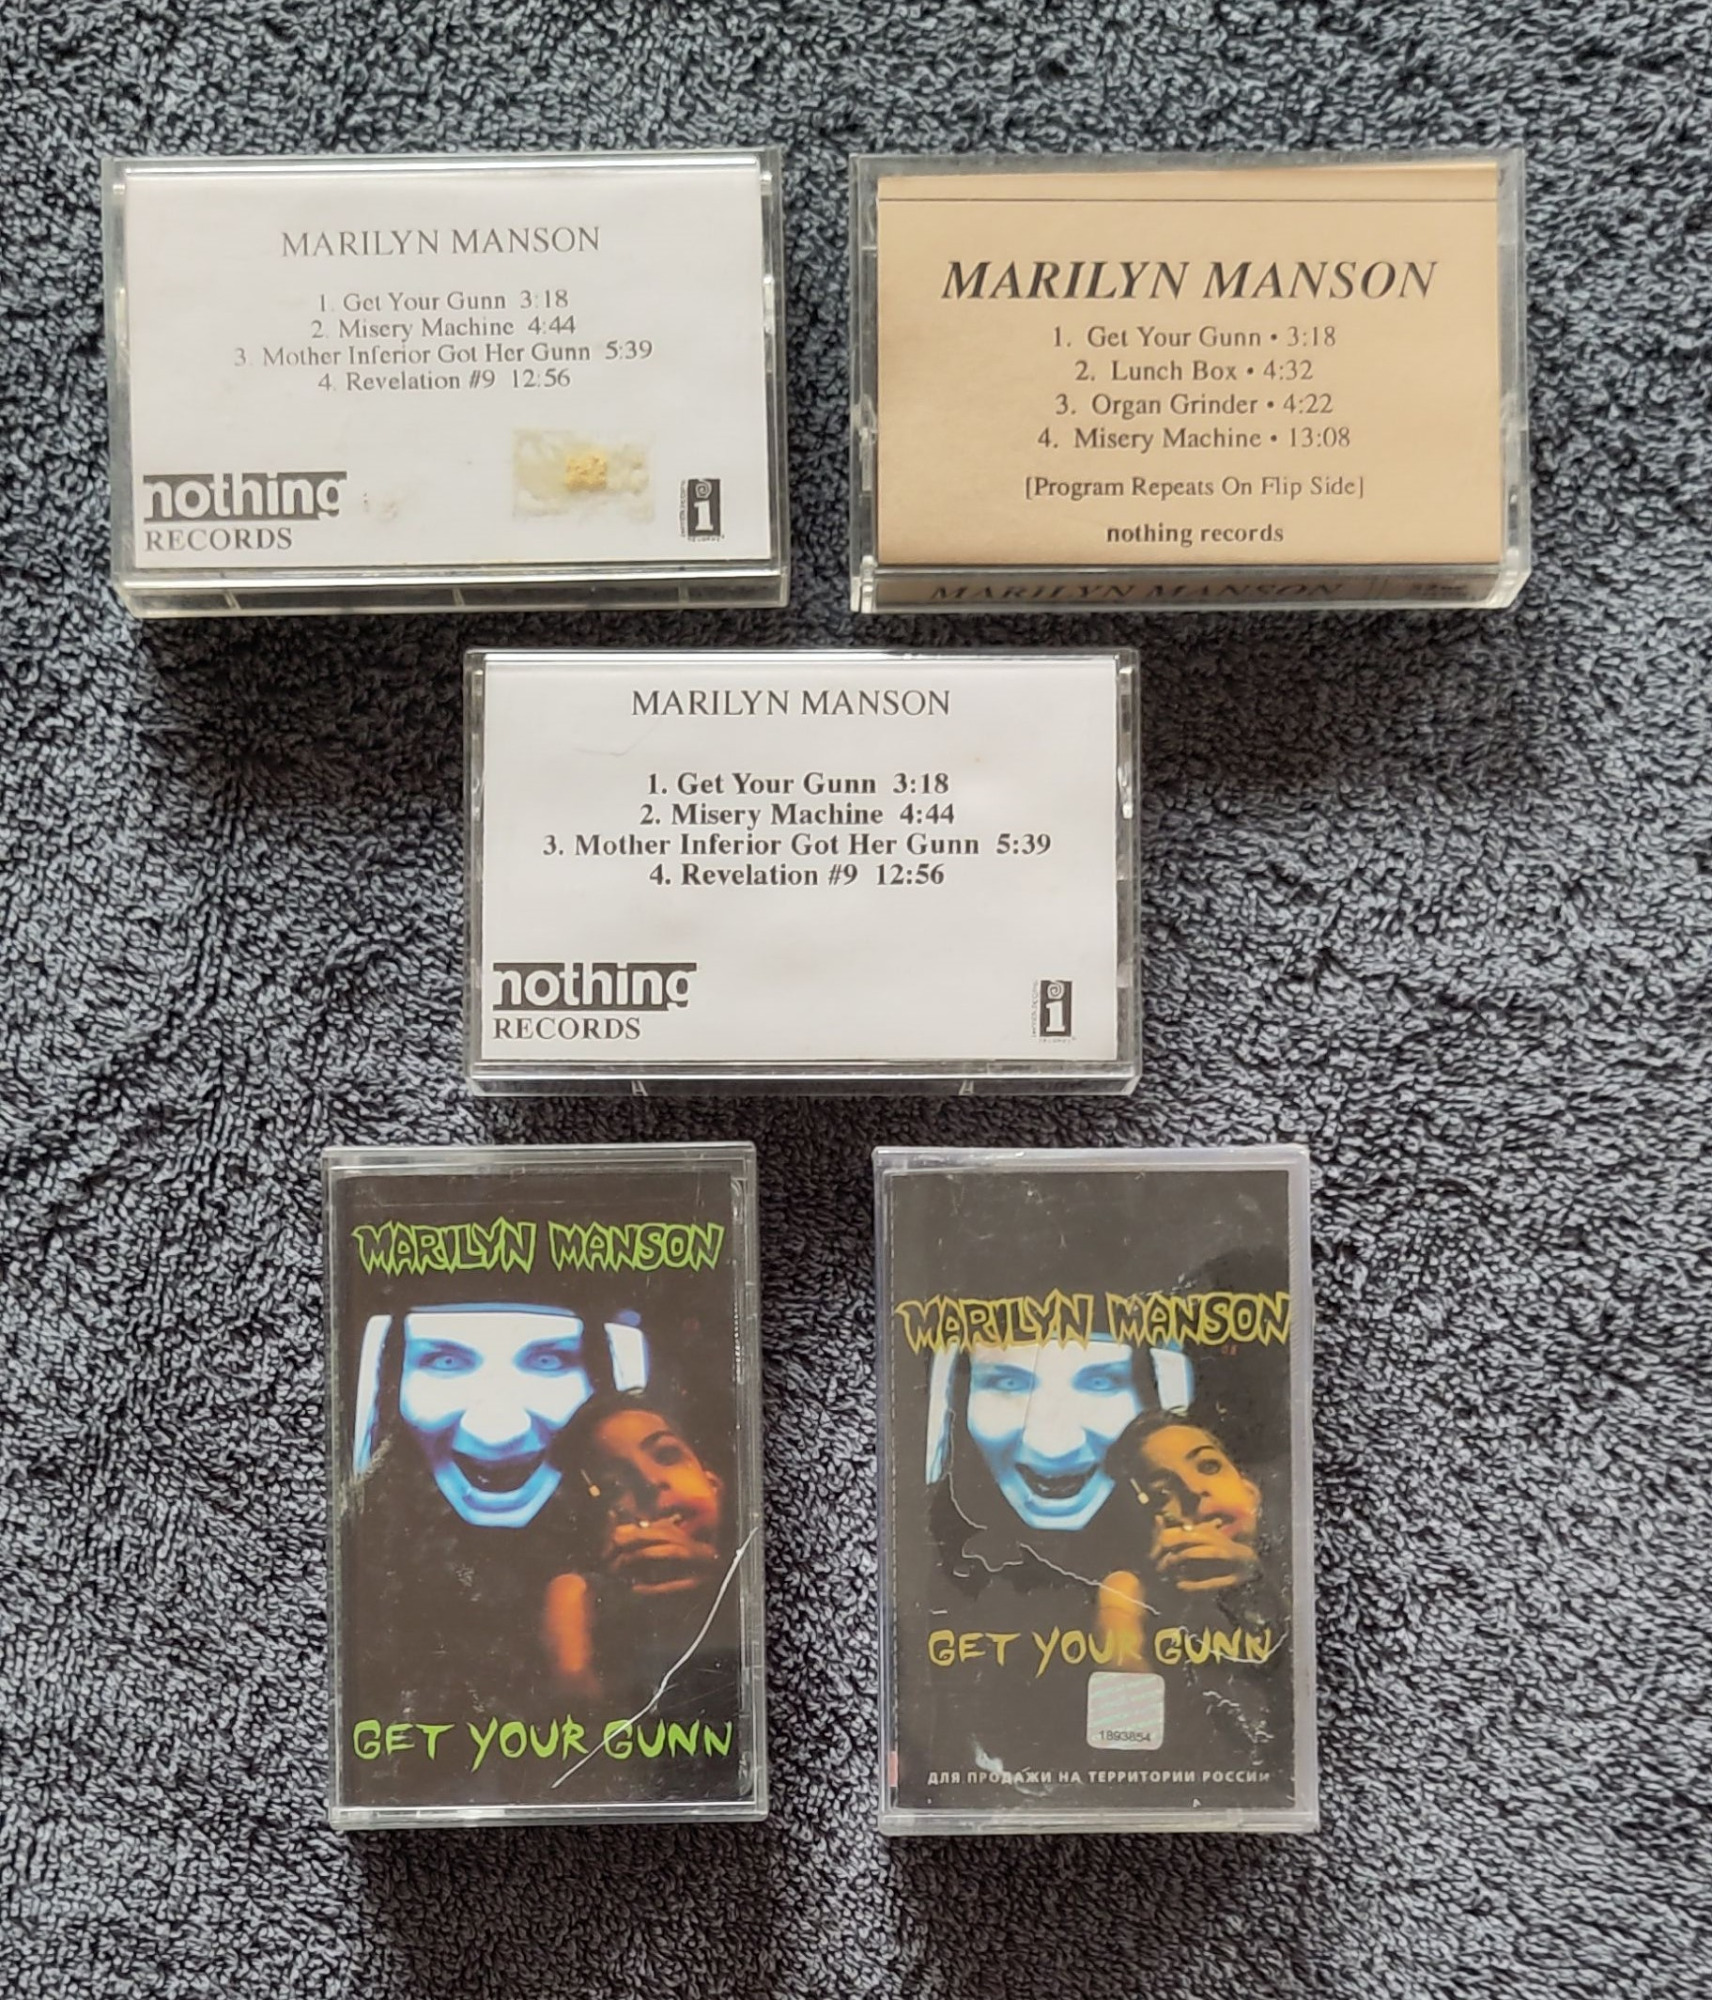 MARILYN MANSON
1. Get Your Gunn 3:18
2. Misery Machine 4:44
3. Mother Inferior Got Her Gunn 5:39
4. Revelation #9 12:56
nothing
RECORDS
i
MARILYN MANSON
1. Get Your Gunn • 3:18
2. Lunch Box • 4:32
3. Organ Grinder • 4:22
4. Misery Machine • 13:08
[Program Repeats On Flip Side]
nothing records
MARILYN MANSON
MARILYN MANSON
1. Get Your Gunn 3:18
2. Misery Machine 4:44
3. Mother Inferior Got Her Gunn 5:39
4. Revelation #9 12:56
nothing
RECORDS
i
MARILYN MANSON
GET YOUR GUNN
MARILYN MANSON
GET YOUR GUNN
1893854
ДЛЯ ПРОДАЖИ НА ТЕРРИТОРИИ РОССИИ